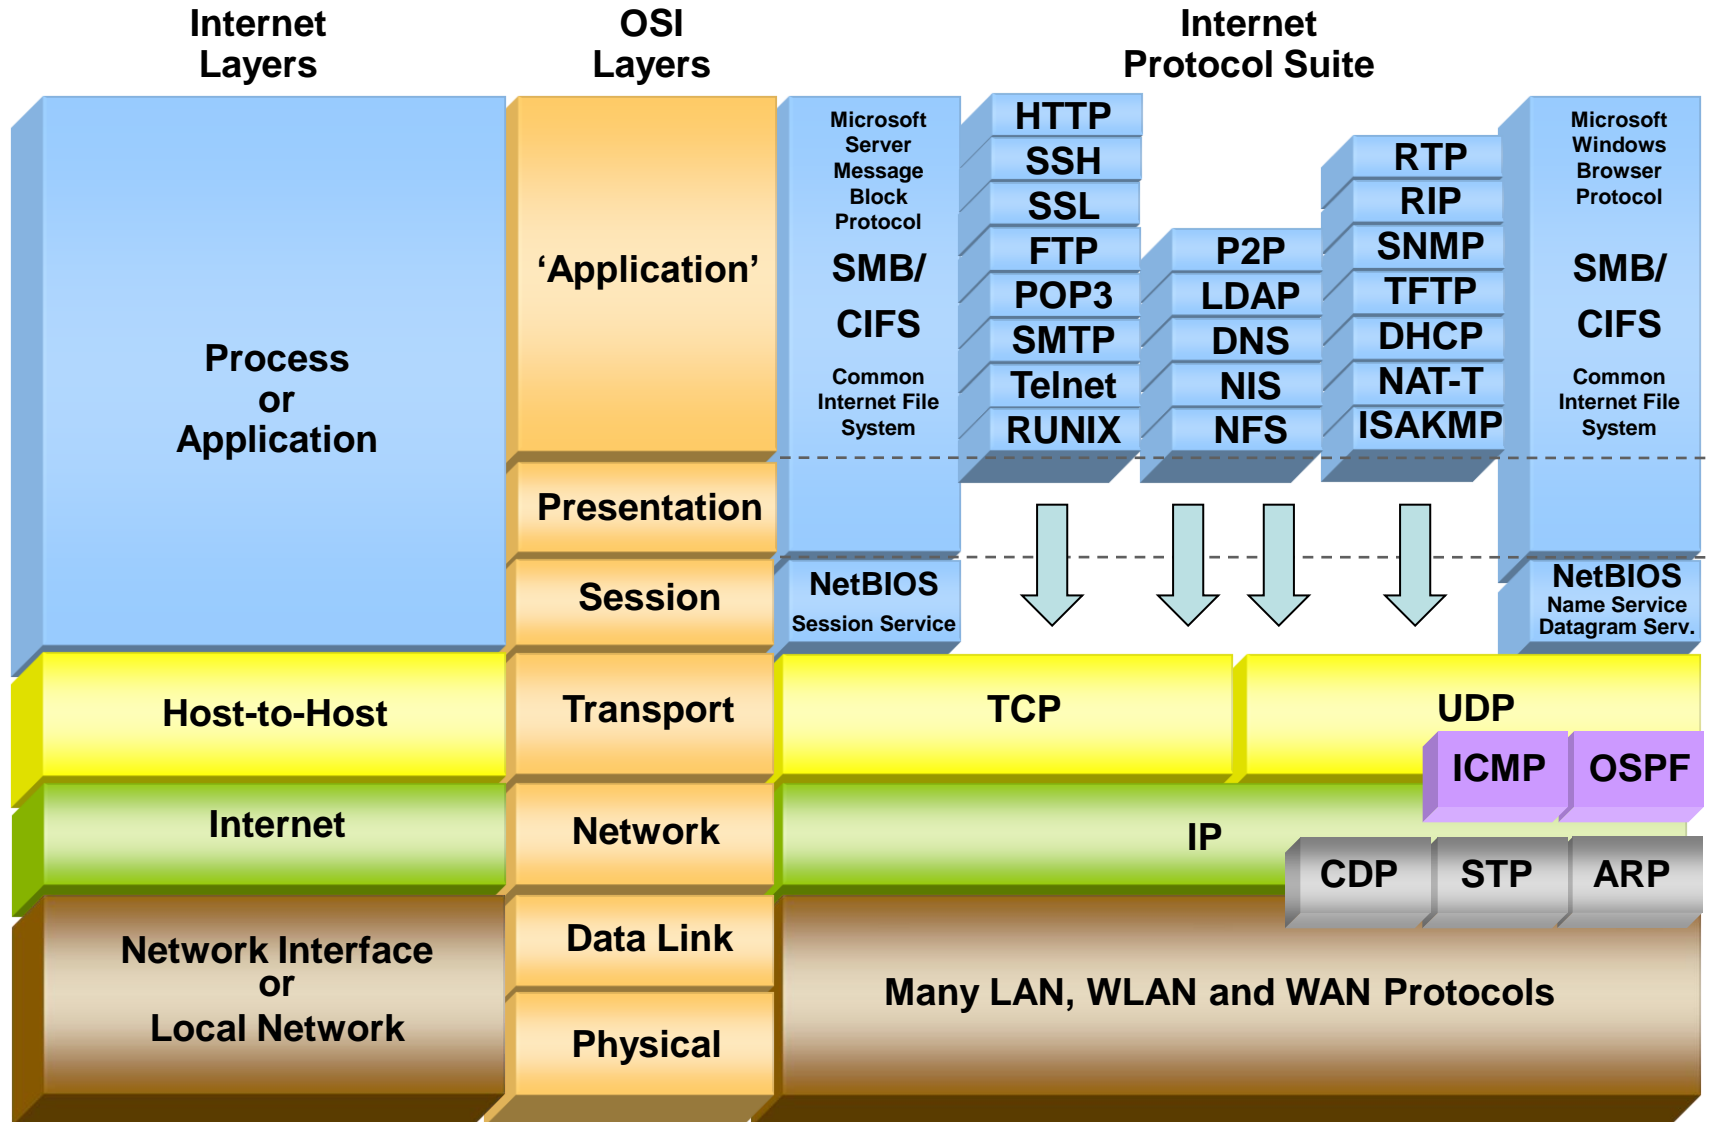 Internet
Layers
OSI
Layers
Internet
Protocol Suite
Process
or
Application
Host-to-Host
Internet
Network Interface
or
Local Network
‘Application’
Presentation
Session
Transport
Network
Data Link
Physical
Microsoft
Server
Message
Block
Protocol
SMB/
CIFS
Common
Internet File
System
NetBIOS
Session Service
HTTP
SSH
SSL
FTP
POP3
SMTP
Telnet
RUNIX
P2P
LDAP
DNS
NIS
NFS
RTP
RIP
SNMP
TFTP
DHCP
NAT-T
ISAKMP
Microsoft
Windows
Browser
Protocol
SMB/
CIFS
Common
Internet File
System
NetBIOS
Name Service
Datagram Serv.
TCP
UDP
ICMP
OSPF
IP
CDP
STP
ARP
Many LAN, WLAN and WAN Protocols